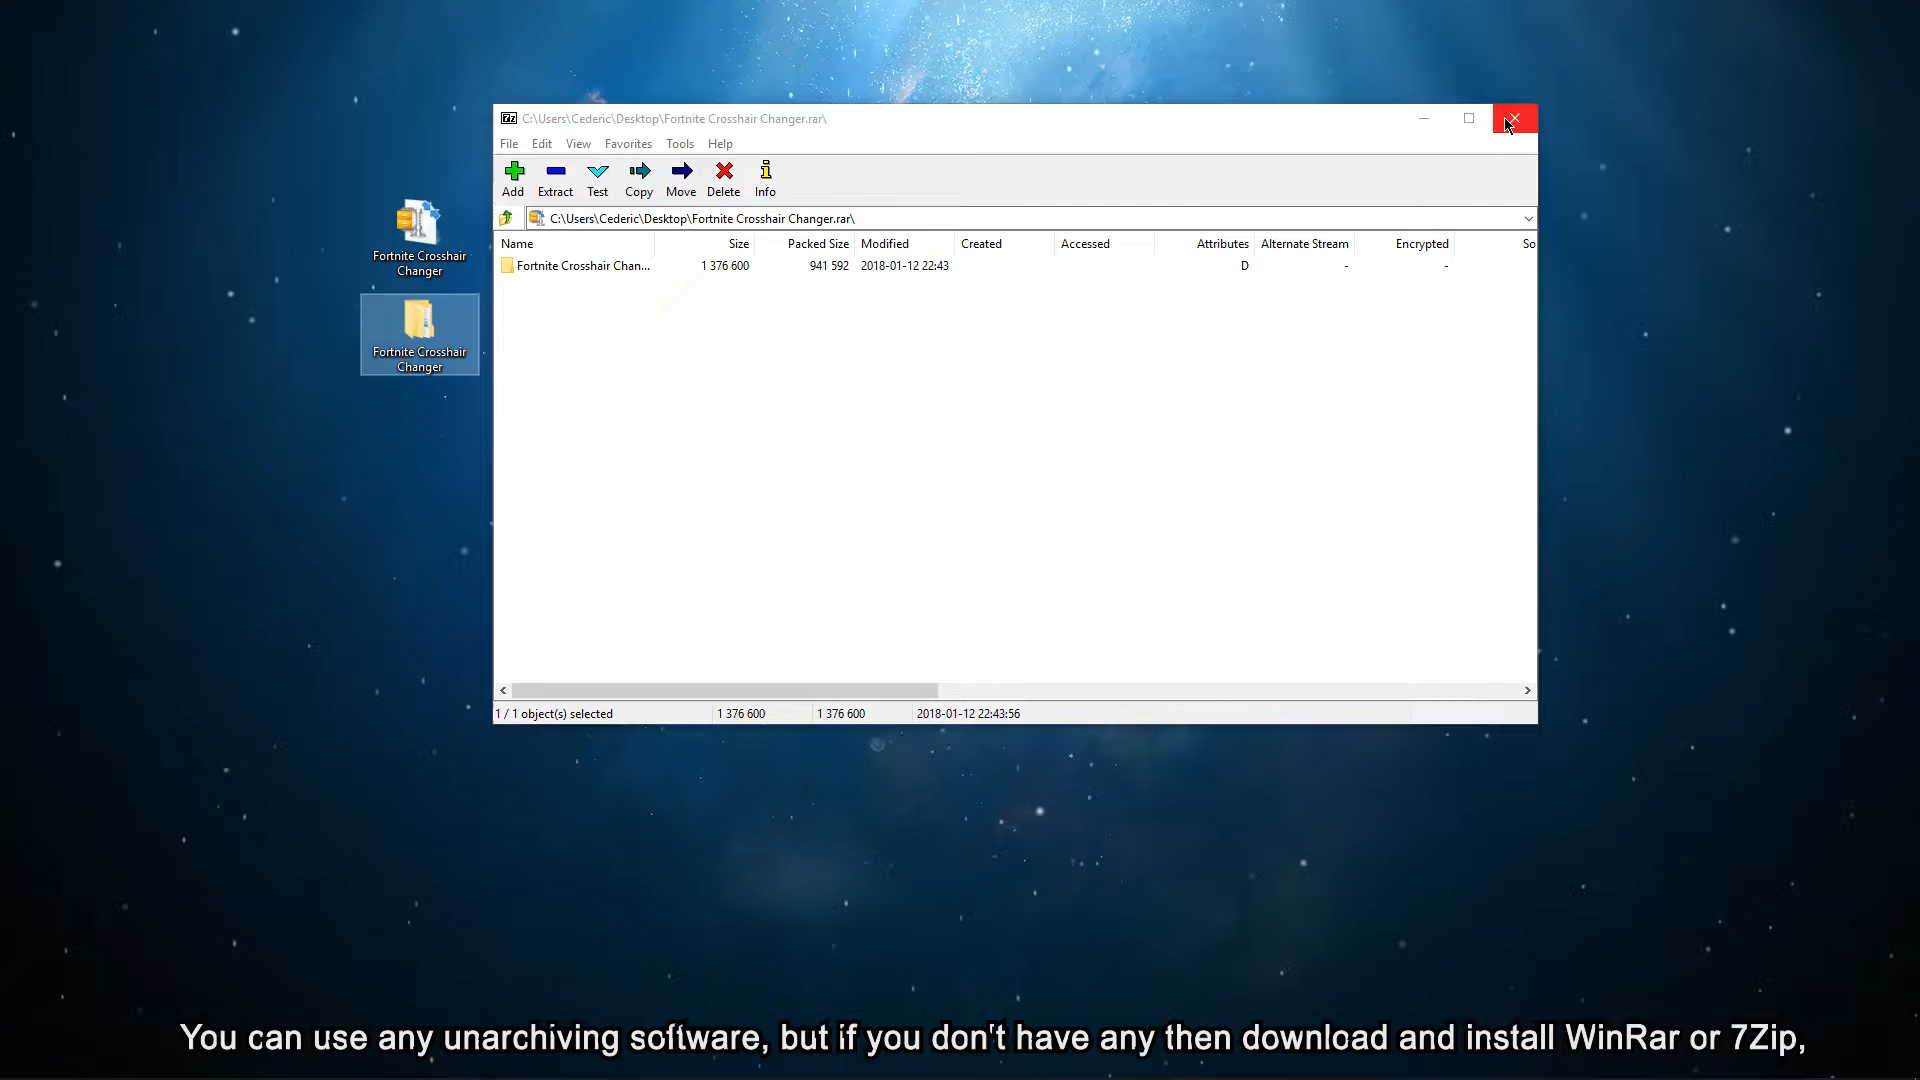 C:\Users\Cederic\Desktop\Fortnite Crosshair Changer.rar\
File Edit View Favorites Tools Help
Add Extract Test Copy Move Delete Info
C:\Users\Cederic\Desktop\Fortnite Crosshair Changer.rar\
Name Size Packed Size Modified Created Accessed Attributes Alternate Stream Encrypted So
Fortnite Crosshair Chan... 1 376 600 941 592 2018-01-12 22:43 D - -
Fortnite Crosshair
Changer
Fortnite Crosshair
Changer
1 / 1 object(s) selected 1 376 600 1 376 600 2018-01-12 22:43:56
You can use any unarchiving software, but if you don't have any then download and install WinRar or 7Zip,